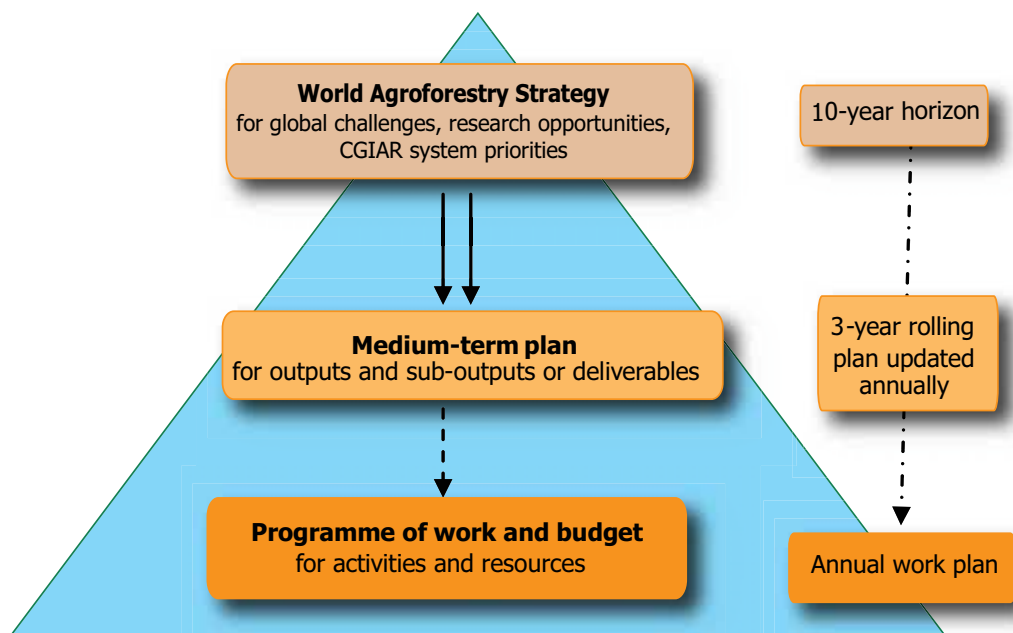 World Agroforestry Strategy
for global challenges, research opportunities,
CGIAR system priorities
10-year horizon
Medium-term plan
for outputs and sub-outputs or deliverables
3-year rolling
plan updated
annually
Programme of work and budget
for activities and resources
Annual work plan